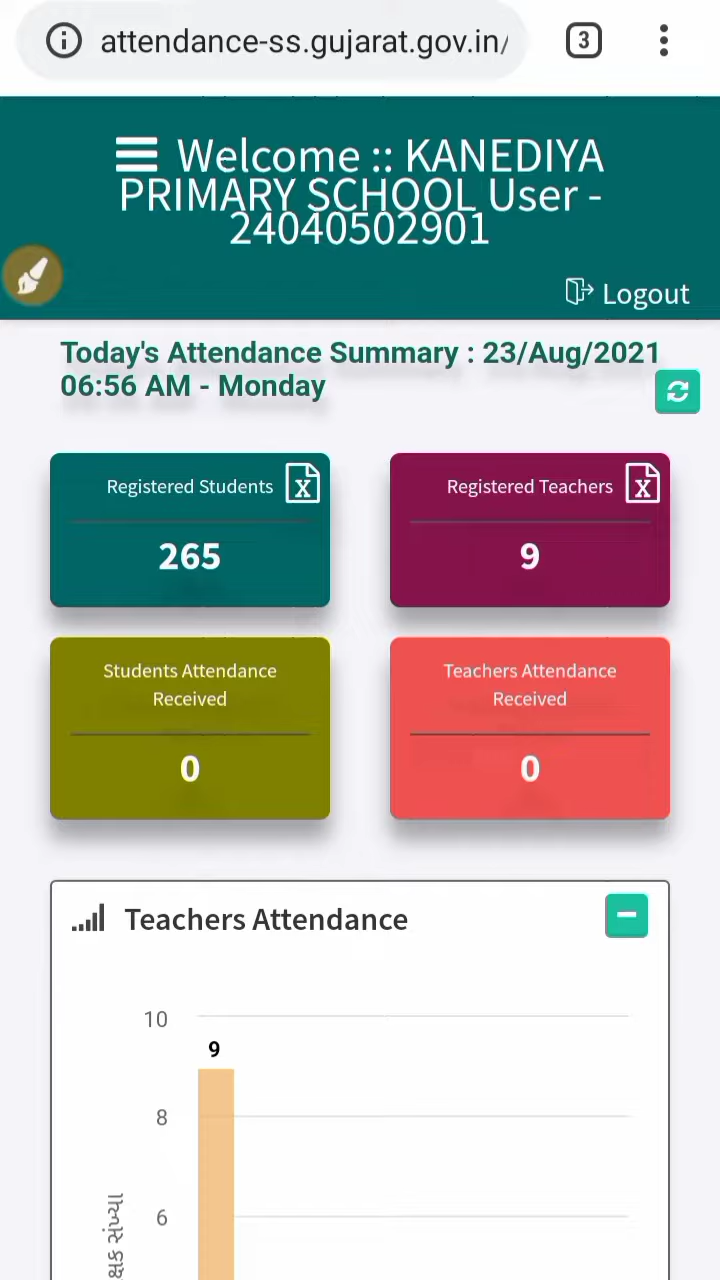 attendance-ss.gujarat.gov.in/
3
Welcome :: KANEDIYA
PRIMARY SCHOOL User -
24040502901
Logout
Today's Attendance Summary : 23/Aug/2021
06:56 AM - Monday
Registered Students
265
Registered Teachers
9
Students Attendance
Received
0
Teachers Attendance
Received
0
Teachers Attendance
10
9
8
6
સંખ્યા